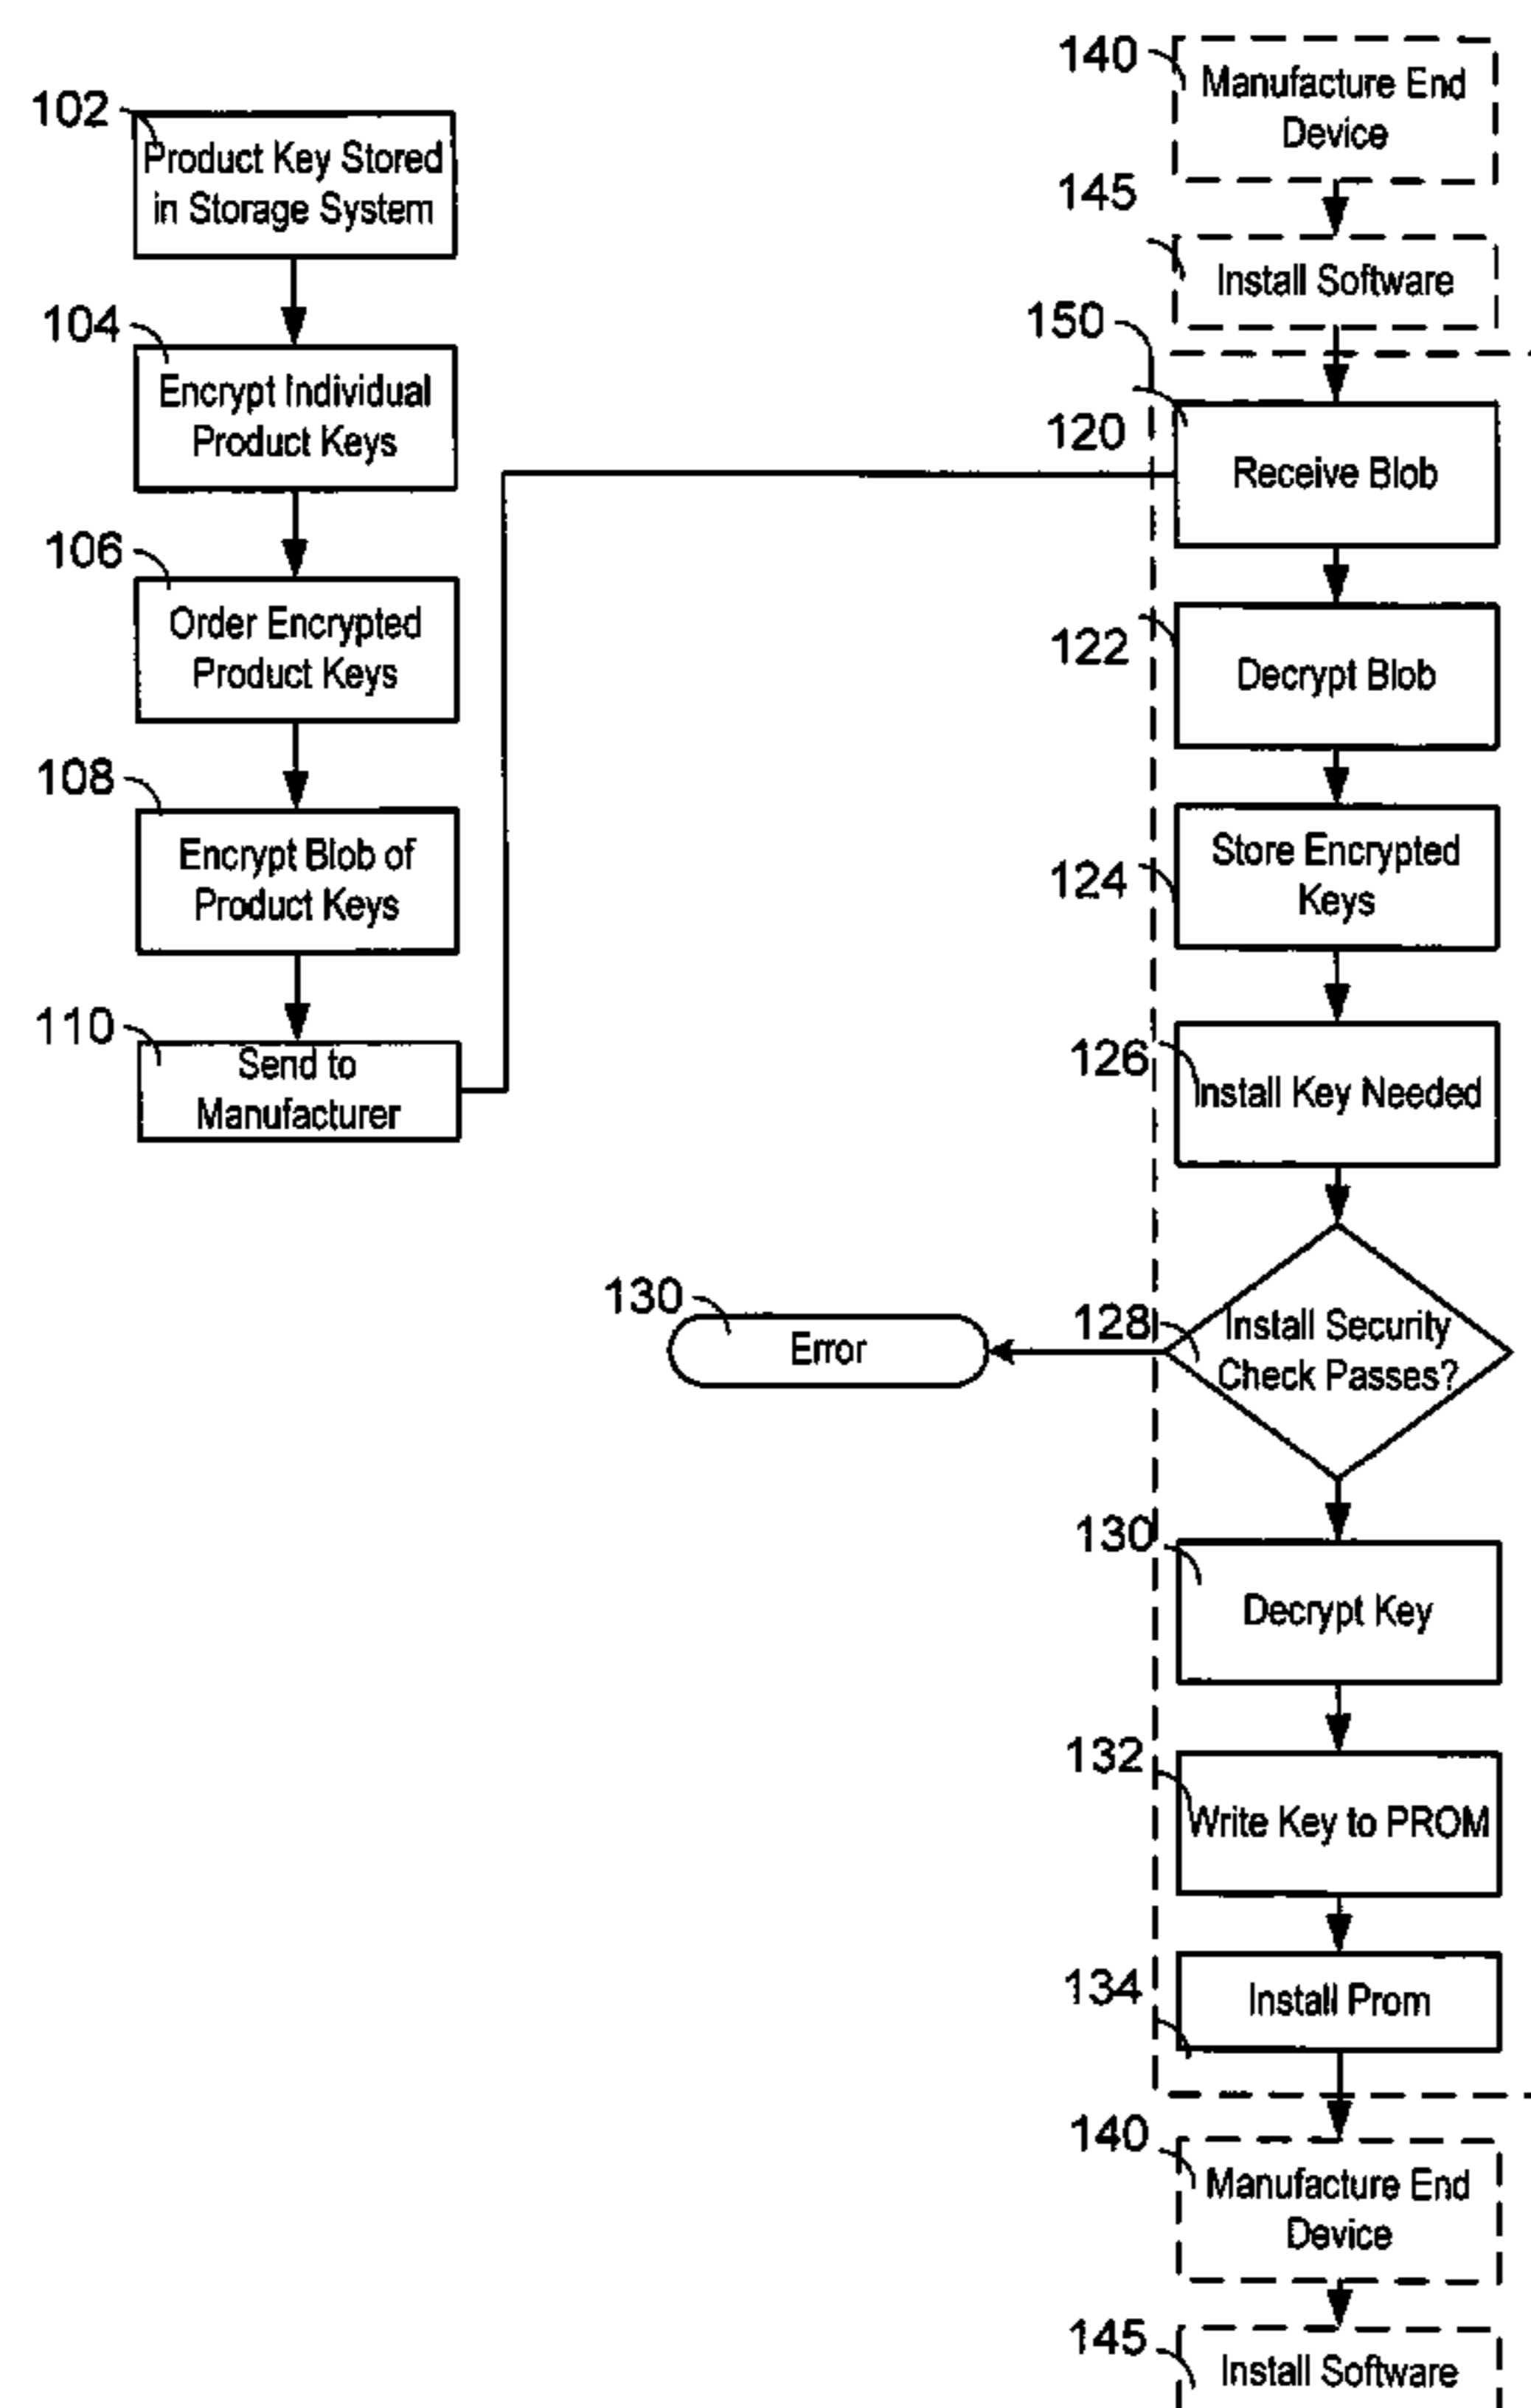 102
Product Key Stored
in Storage System
104
Encrypt Individual
Product Keys
106
Order Encrypted
Product Keys
108
Encrypt Blob of
Product Keys
110
Send to
Manufacturer
140
Manufacture End
Device
145
Install Software
150
120
Receive Blob
122
Decrypt Blob
124
Store Encrypted
Keys
126
Install Key Needed
128
Install Security
Check Passes?
130
Error
130
Decrypt Key
132
Write Key to PROM
134
Install Prom
140
Manufacture End
Device
145
Install Software